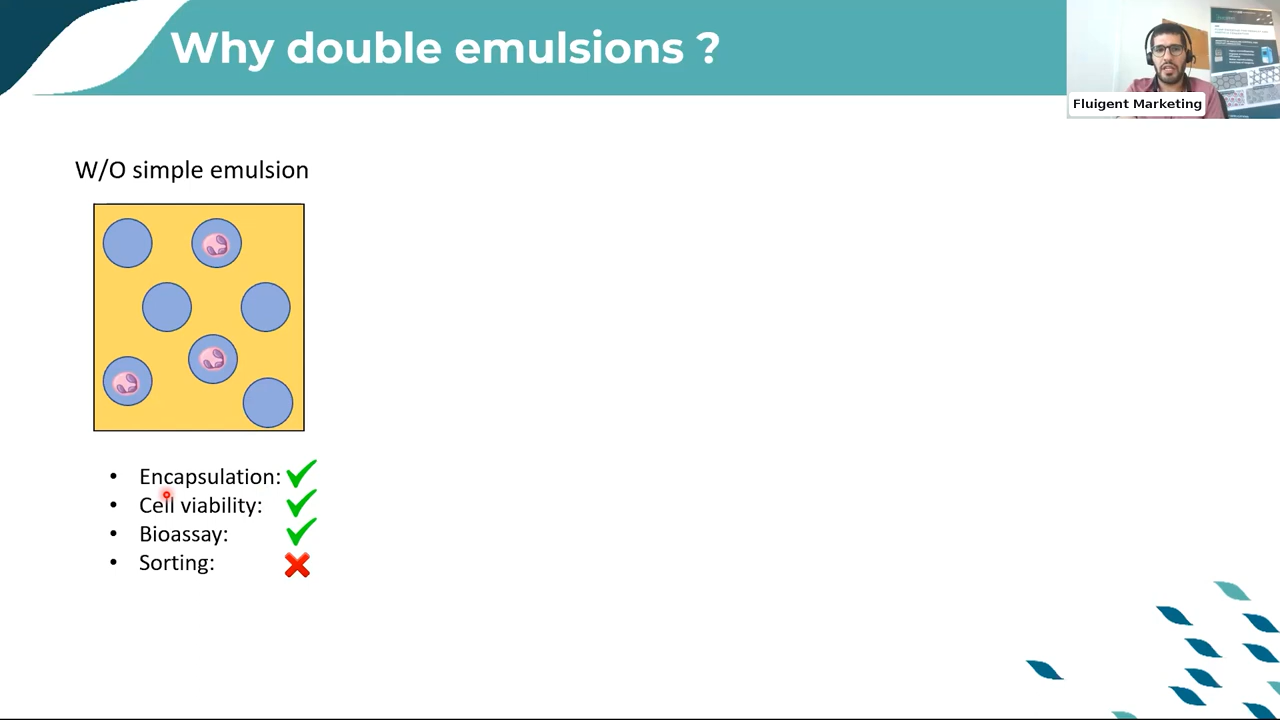 Why double emulsions ?
Fluigent Marketing
W/O simple emulsion
• Encapsulation:
• Cell viability:
• Bioassay:
• Sorting: